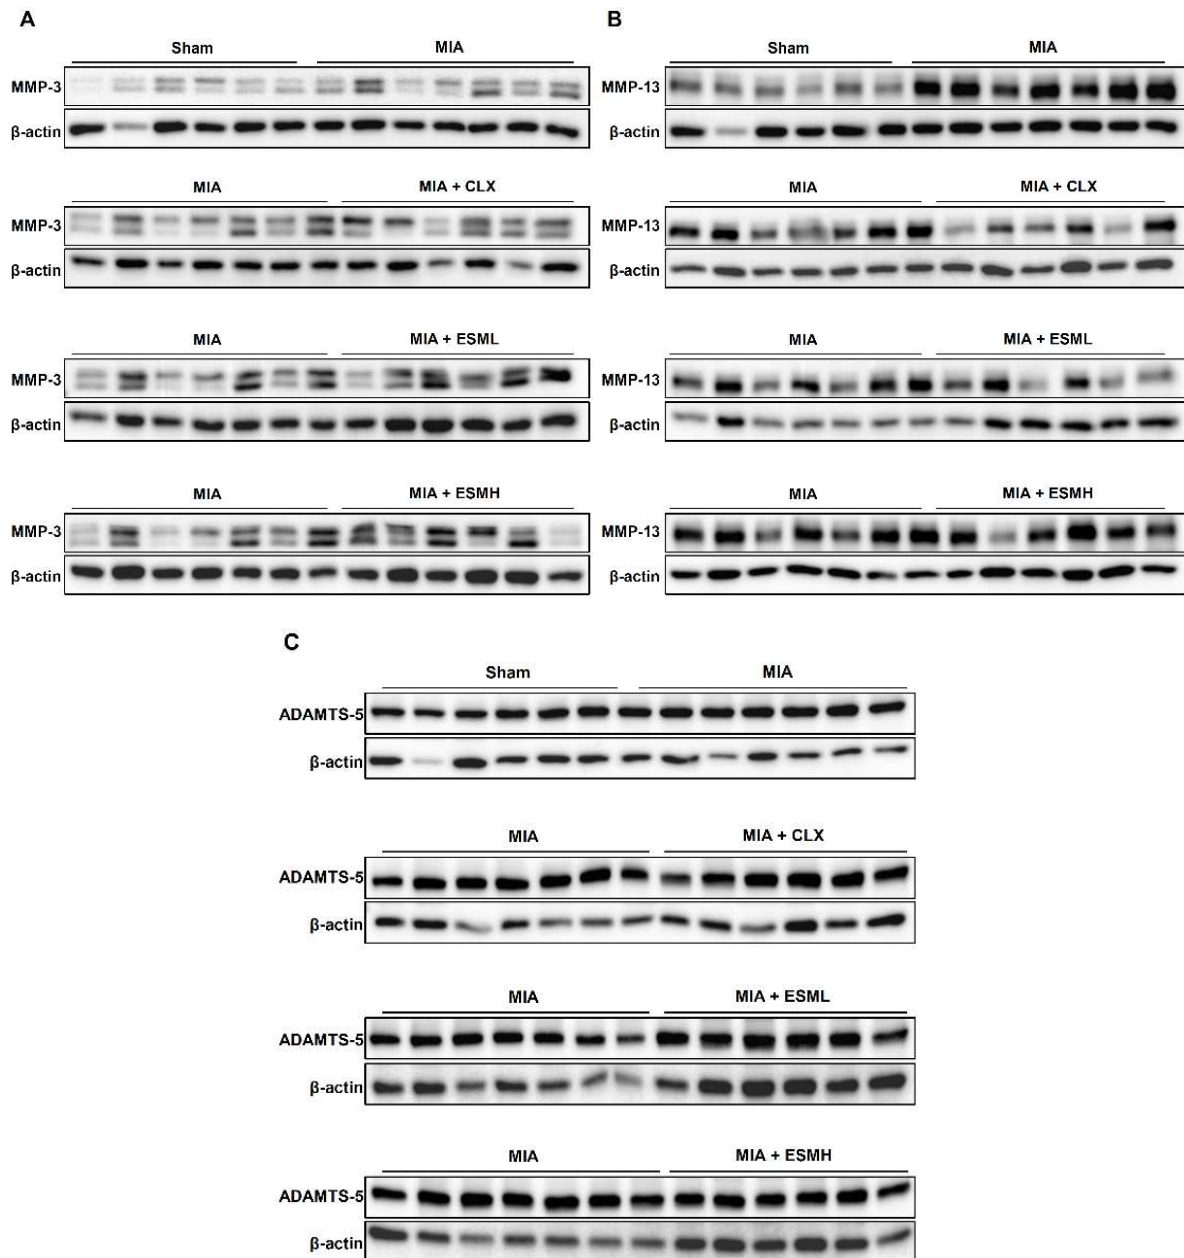 A
B
Sham MIA
MMP-3
β-actin
Sham MIA
MMP-13
β-actin
MIA MIA + CLX
MMP-3
β-actin
MIA MIA + CLX
MMP-13
β-actin
MIA MIA + ESML
MMP-3
β-actin
MIA MIA + ESML
MMP-13
β-actin
MIA MIA + ESMH
MMP-3
β-actin
MIA MIA + ESMH
MMP-13
β-actin
C
Sham MIA
ADAMTS-5
β-actin
MIA MIA + CLX
ADAMTS-5
β-actin
MIA MIA + ESML
ADAMTS-5
β-actin
MIA MIA + ESMH
ADAMTS-5
β-actin